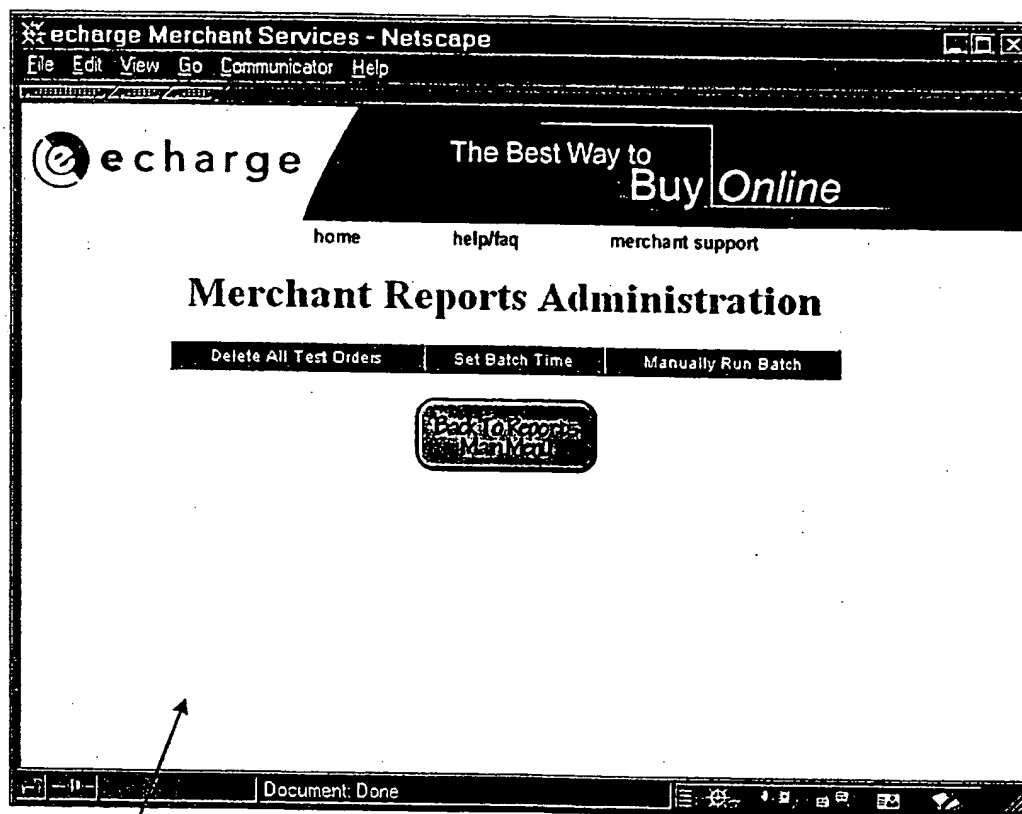 echarge Merchant Services - Netscape
File Edit View Go Communicator Help
e echarge
The Best Way to
Buy Online
home help/faq merchant support
Merchant Reports Administration
Delete All Test Orders Set Batch Time Manually Run Batch
Back To Reports
Main Menu
Document: Done